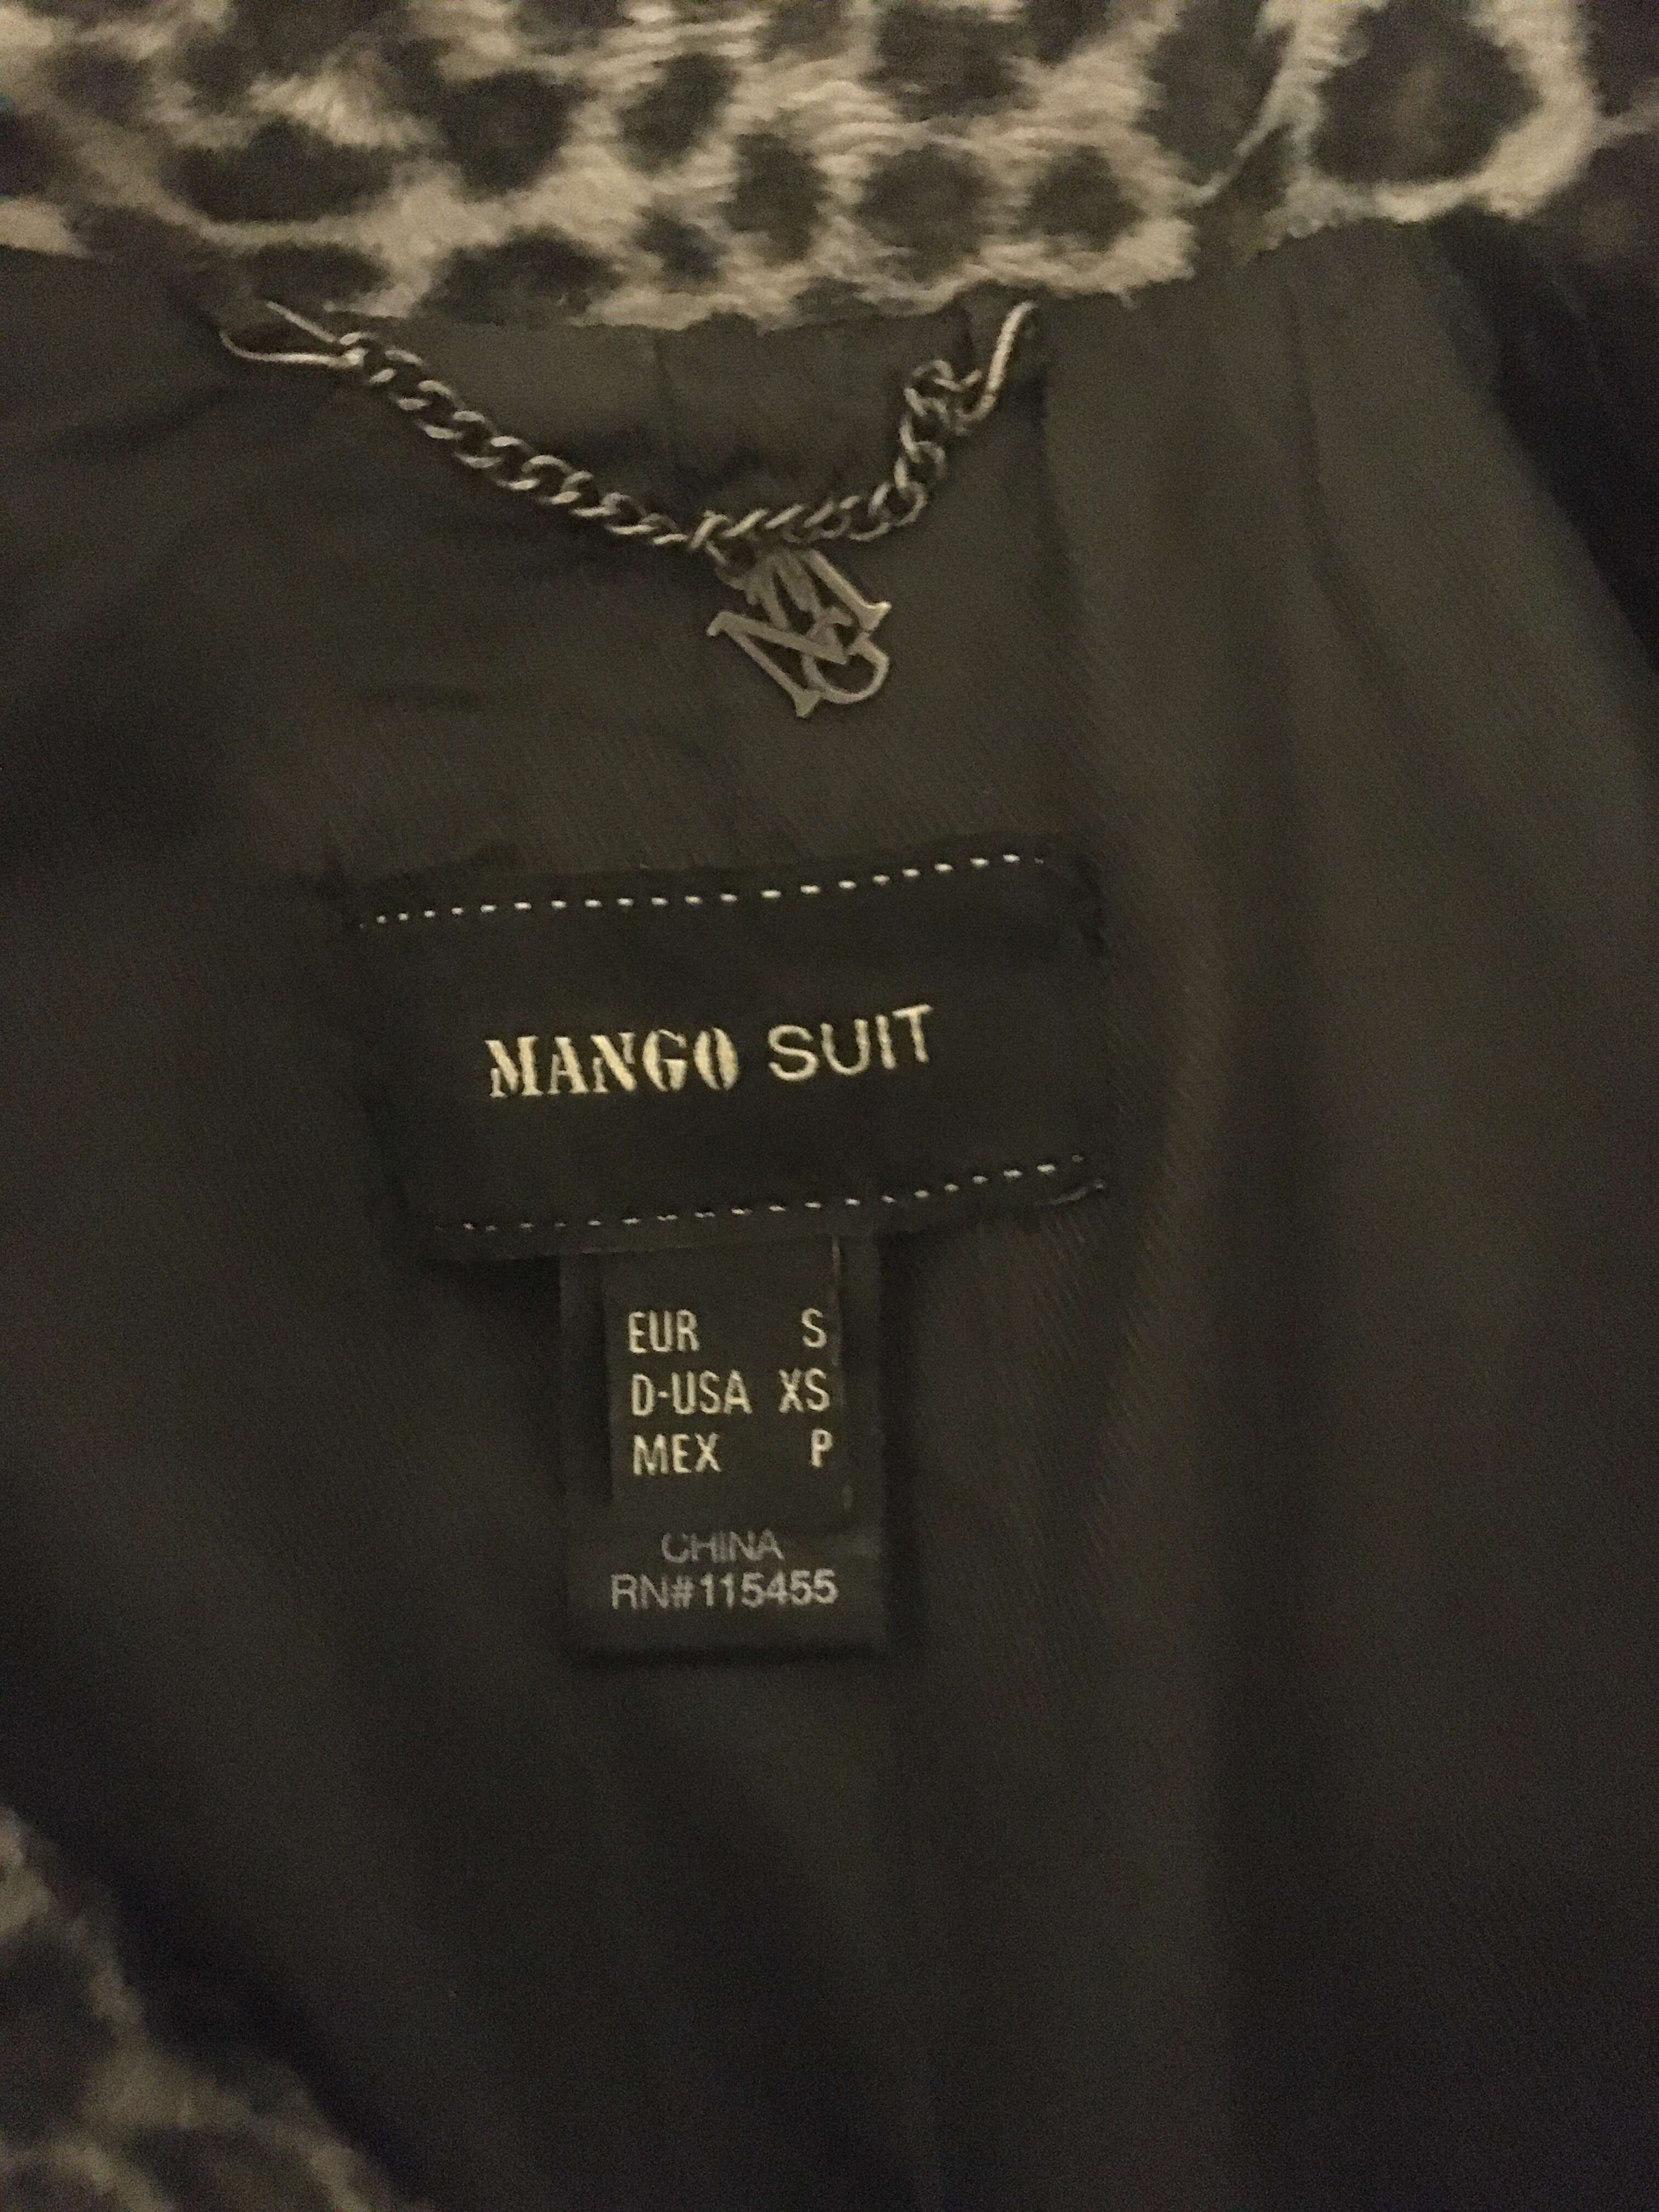 MANGO SUIT
EUR S
D-USA XS
MEX P
CHINA
RN#115455